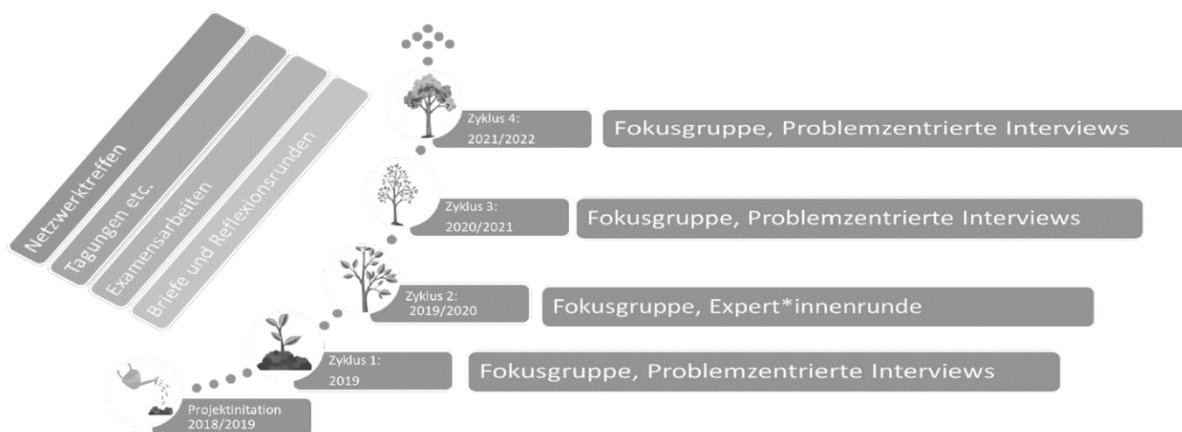 Netzwerktreffen
Tagungen etc.
Examensarbeiten
Briefe und Reflexionsrunden
Zyklus 4:
2021/2022
Fokusgruppe, Problemzentrierte Interviews
Zyklus 3:
2020/2021
Fokusgruppe, Problemzentrierte Interviews
Zyklus 2:
2019/2020
Fokusgruppe, Expert*innenrunde
Zyklus 1:
2019
Fokusgruppe, Problemzentrierte Interviews
Projektinitation
2018/2019